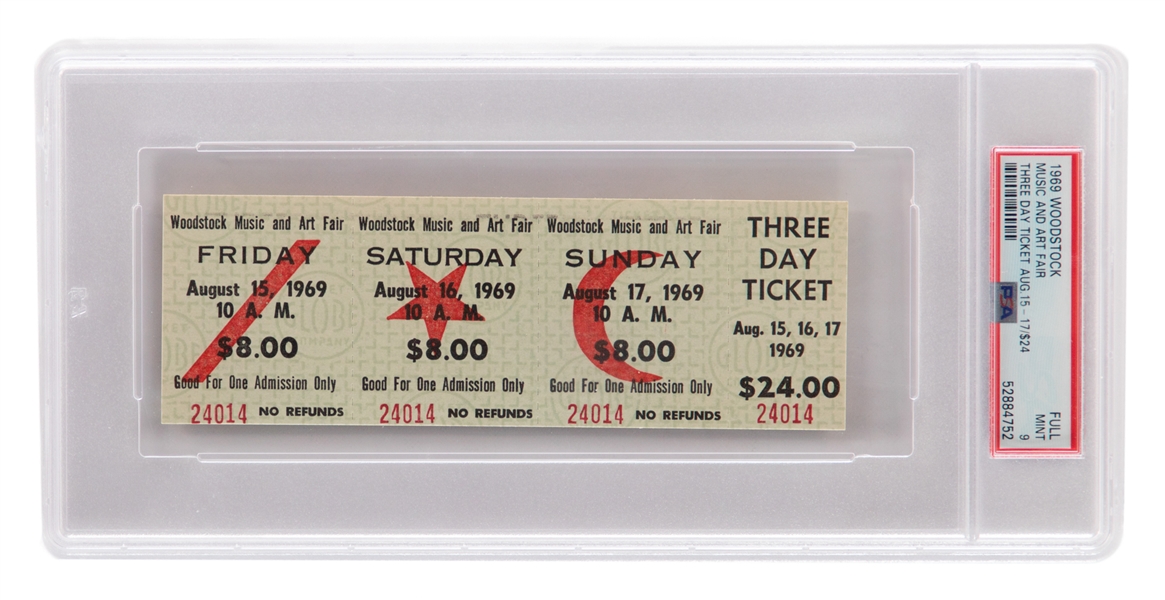 Woodstock Music and Art Fair
FRIDAY
August 15, 1969
10 A. M.
$8.00
Good For One Admission Only
24014 NO REFUNDS
Woodstock Music and Art Fair
SATURDAY
August 16, 1969
10 A. M.
$8.00
Good For One Admission Only
24014 NO REFUNDS
Woodstock Music and Art Fair
SUNDAY
August 17, 1969
10 A. M.
$8.00
Good For One Admission Only
24014 NO REFUNDS
THREE
DAY
TICKET
Aug. 15, 16, 17
1969
$24.00
24014
1969 WOODSTOCK
MUSIC AND ART FAIR
THREE DAY TICKET AUG.15-17/$24
FULL
MINT 9
52884752
PSA